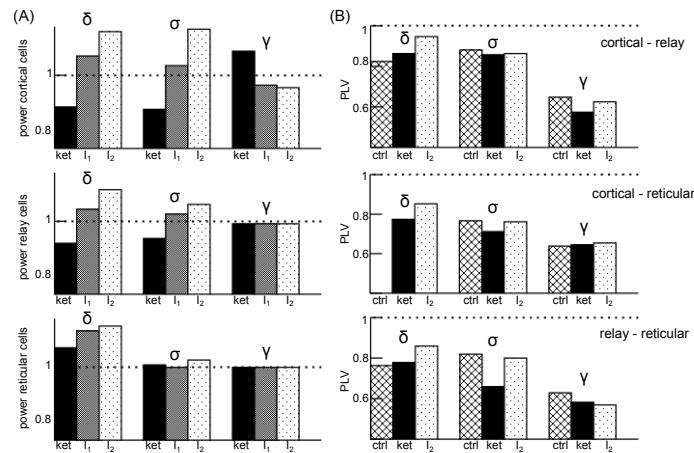 (A)
δ
σ
γ
power cortical cells
1
0.8
ket I₁ I₂
ket I₁ I₂
ket I₁ I₂
δ
σ
γ
power relay cells
1
0.8
ket I₁ I₂
ket I₁ I₂
ket I₁ I₂
δ
σ
γ
power reticular cells
1
0.8
ket I₁ I₂
ket I₁ I₂
ket I₁ I₂
(B)
cortical - relay
δ
σ
γ
PLV
1
0.8
0.6
ctrl ket I₂
ctrl ket I₂
ctrl ket I₂
cortical - reticular
δ
σ
γ
PLV
1
0.8
0.6
ctrl ket I₂
ctrl ket I₂
ctrl ket I₂
relay - reticular
δ
σ
γ
PLV
1
0.8
0.6
ctrl ket I₂
ctrl ket I₂
ctrl ket I₂